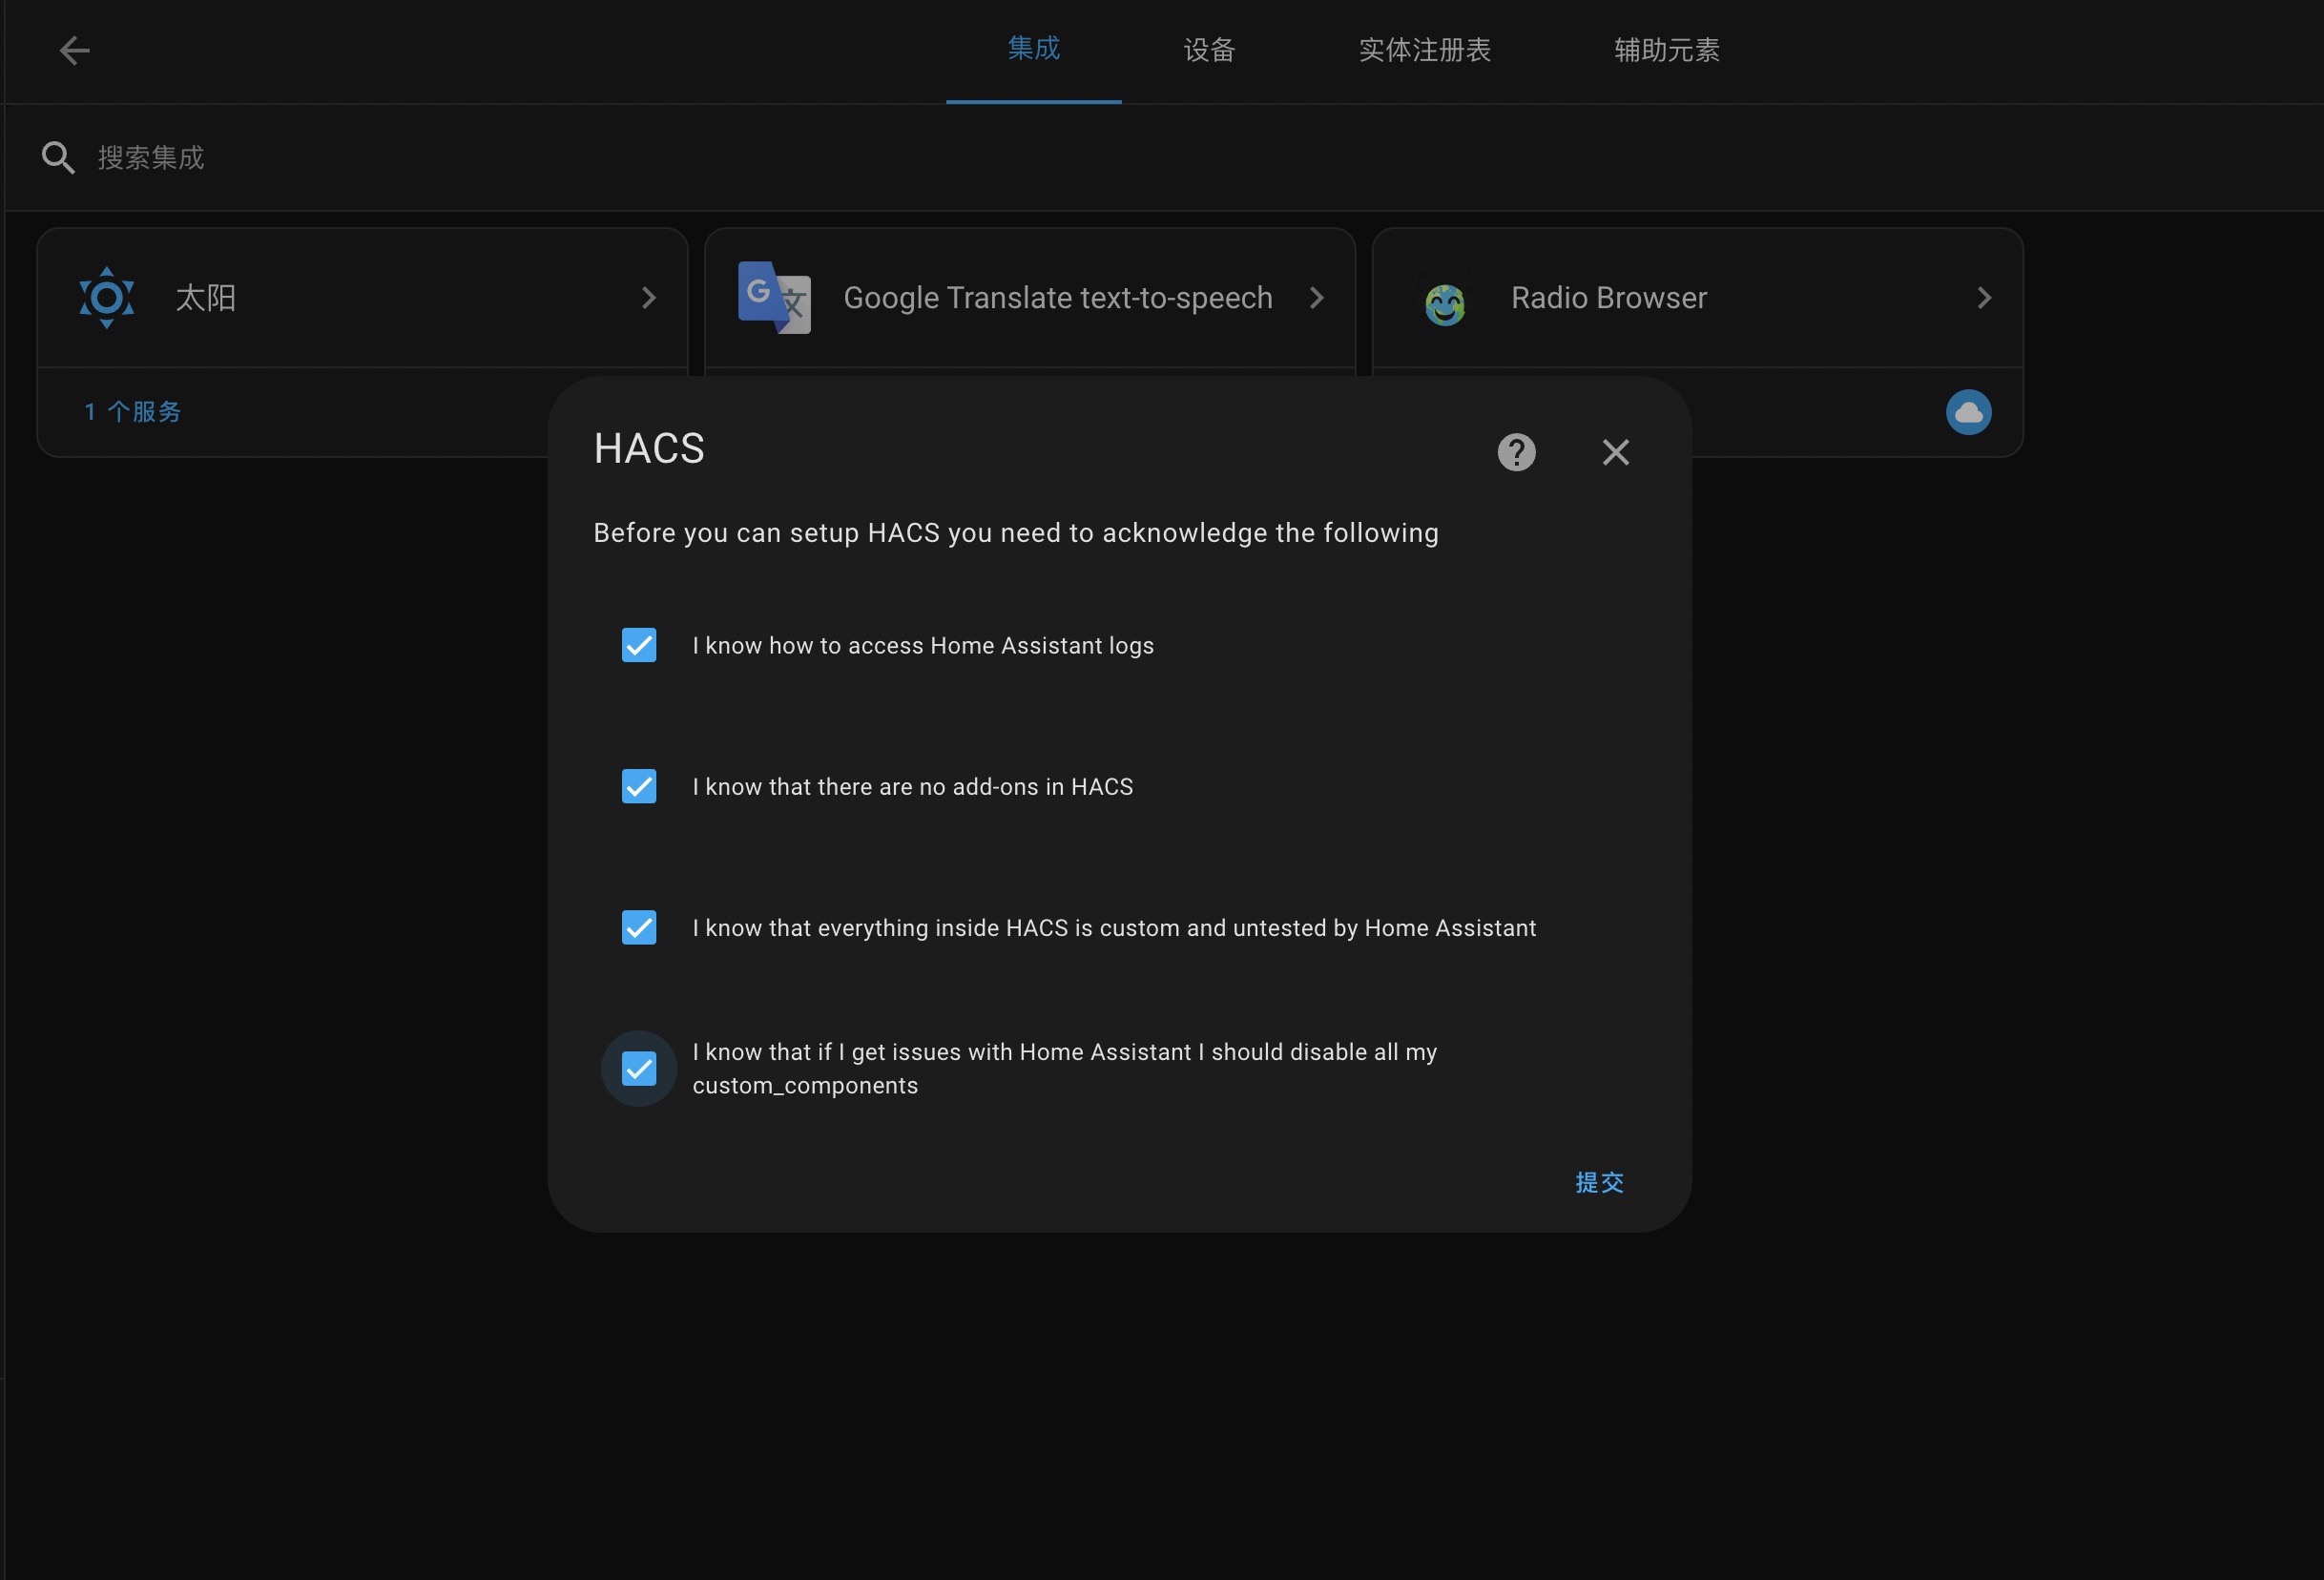 集成
设备
实体注册表
辅助元素
搜索集成
太阳
Google Translate text-to-speech
Radio Browser
1 个服务
HACS
Before you can setup HACS you need to acknowledge the following
I know how to access Home Assistant logs
I know that there are no add-ons in HACS
I know that everything inside HACS is custom and untested by Home Assistant
I know that if I get issues with Home Assistant I should disable all my
custom_components
提交